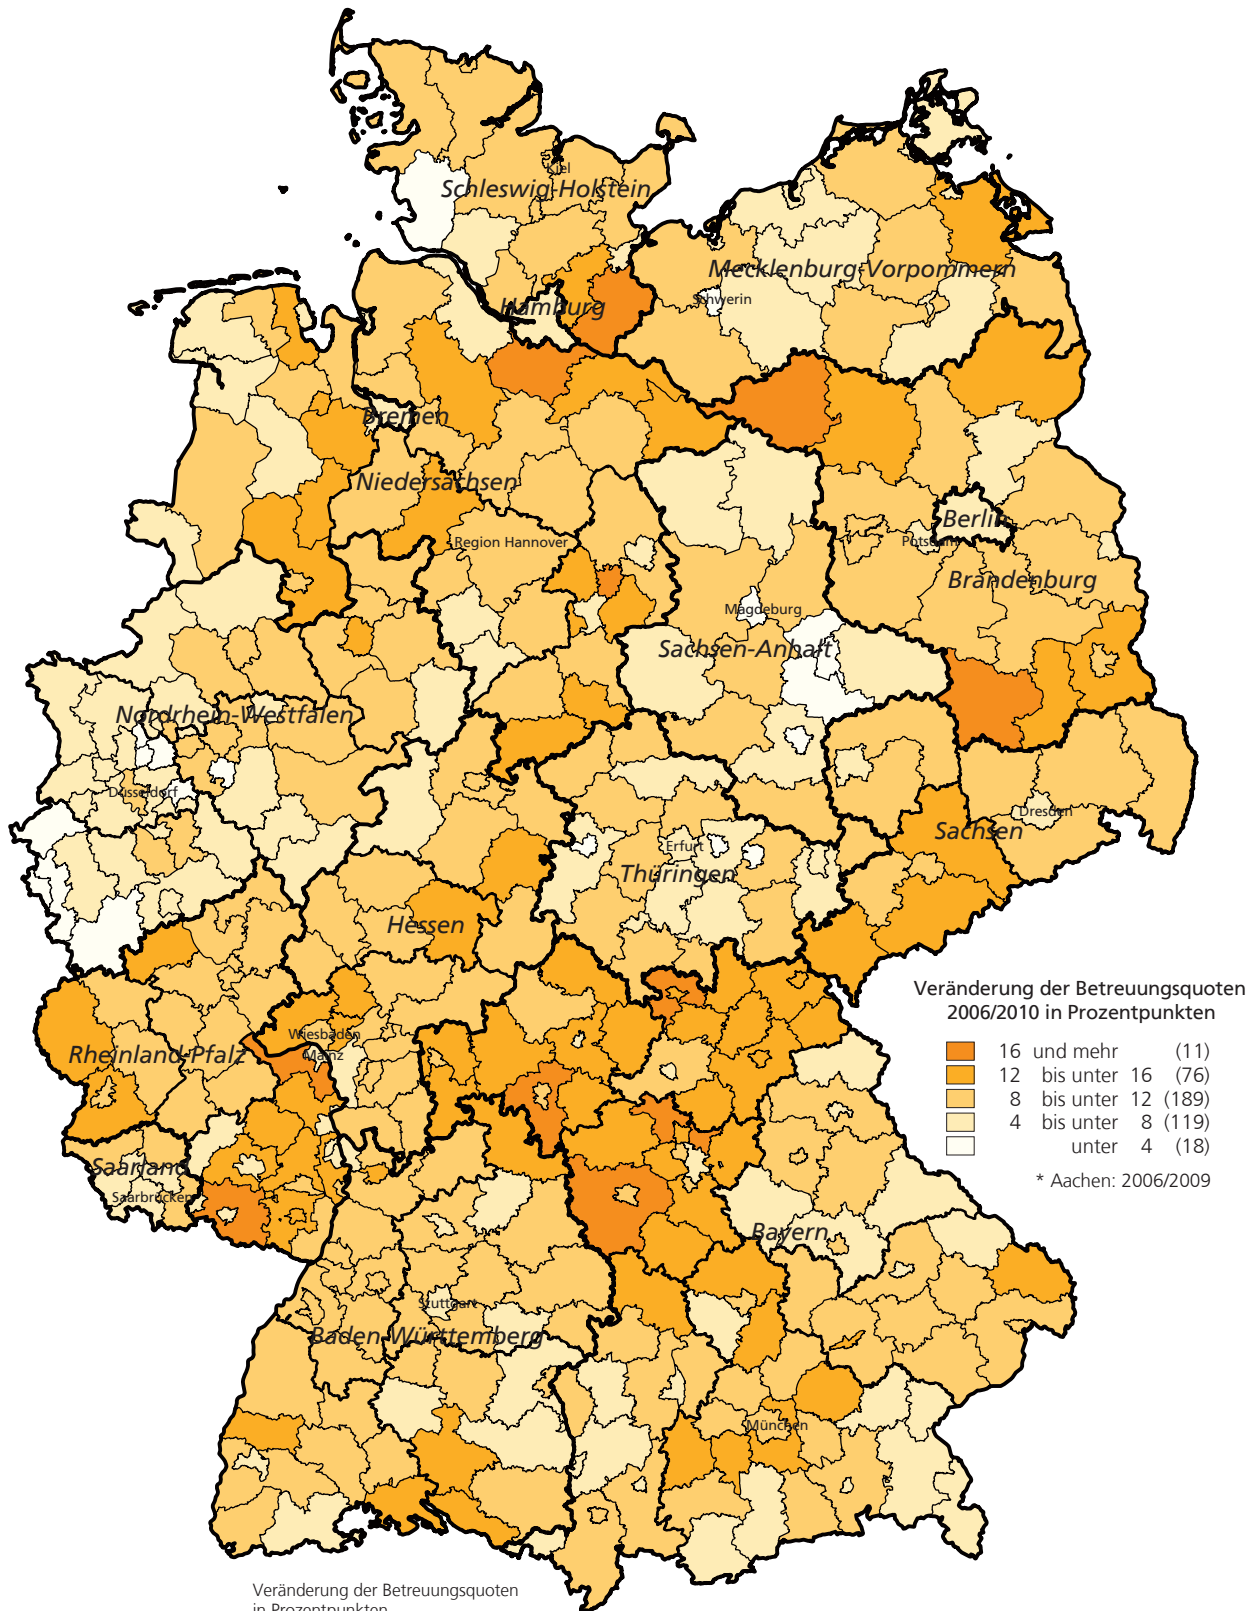 Kiel
Schleswig-Holstein
Mecklenburg-Vorpommern
Schwerin
Hamburg
Bremen
Niedersachsen
Berlin
Region Hannover
Potsdam
Brandenburg
Magdeburg
Sachsen-Anhalt
Nordrhein-Westfalen
Düsseldorf
Dresden
Sachsen
Erfurt
Thüringen
Hessen
Veränderung der Betreuungsquoten
2006/2010 in Prozentpunkten
16 und mehr (11)
12 bis unter 16 (76)
8 bis unter 12 (189)
4 bis unter 8 (119)
unter 4 (18)
* Aachen: 2006/2009
Wiesbaden
Mainz
Rheinland-Pfalz
Saarland
Saarbrücken
Bayern
Stuttgart
Baden-Württemberg
München
Veränderung der Betreuungsquoten
in Prozentpunkten